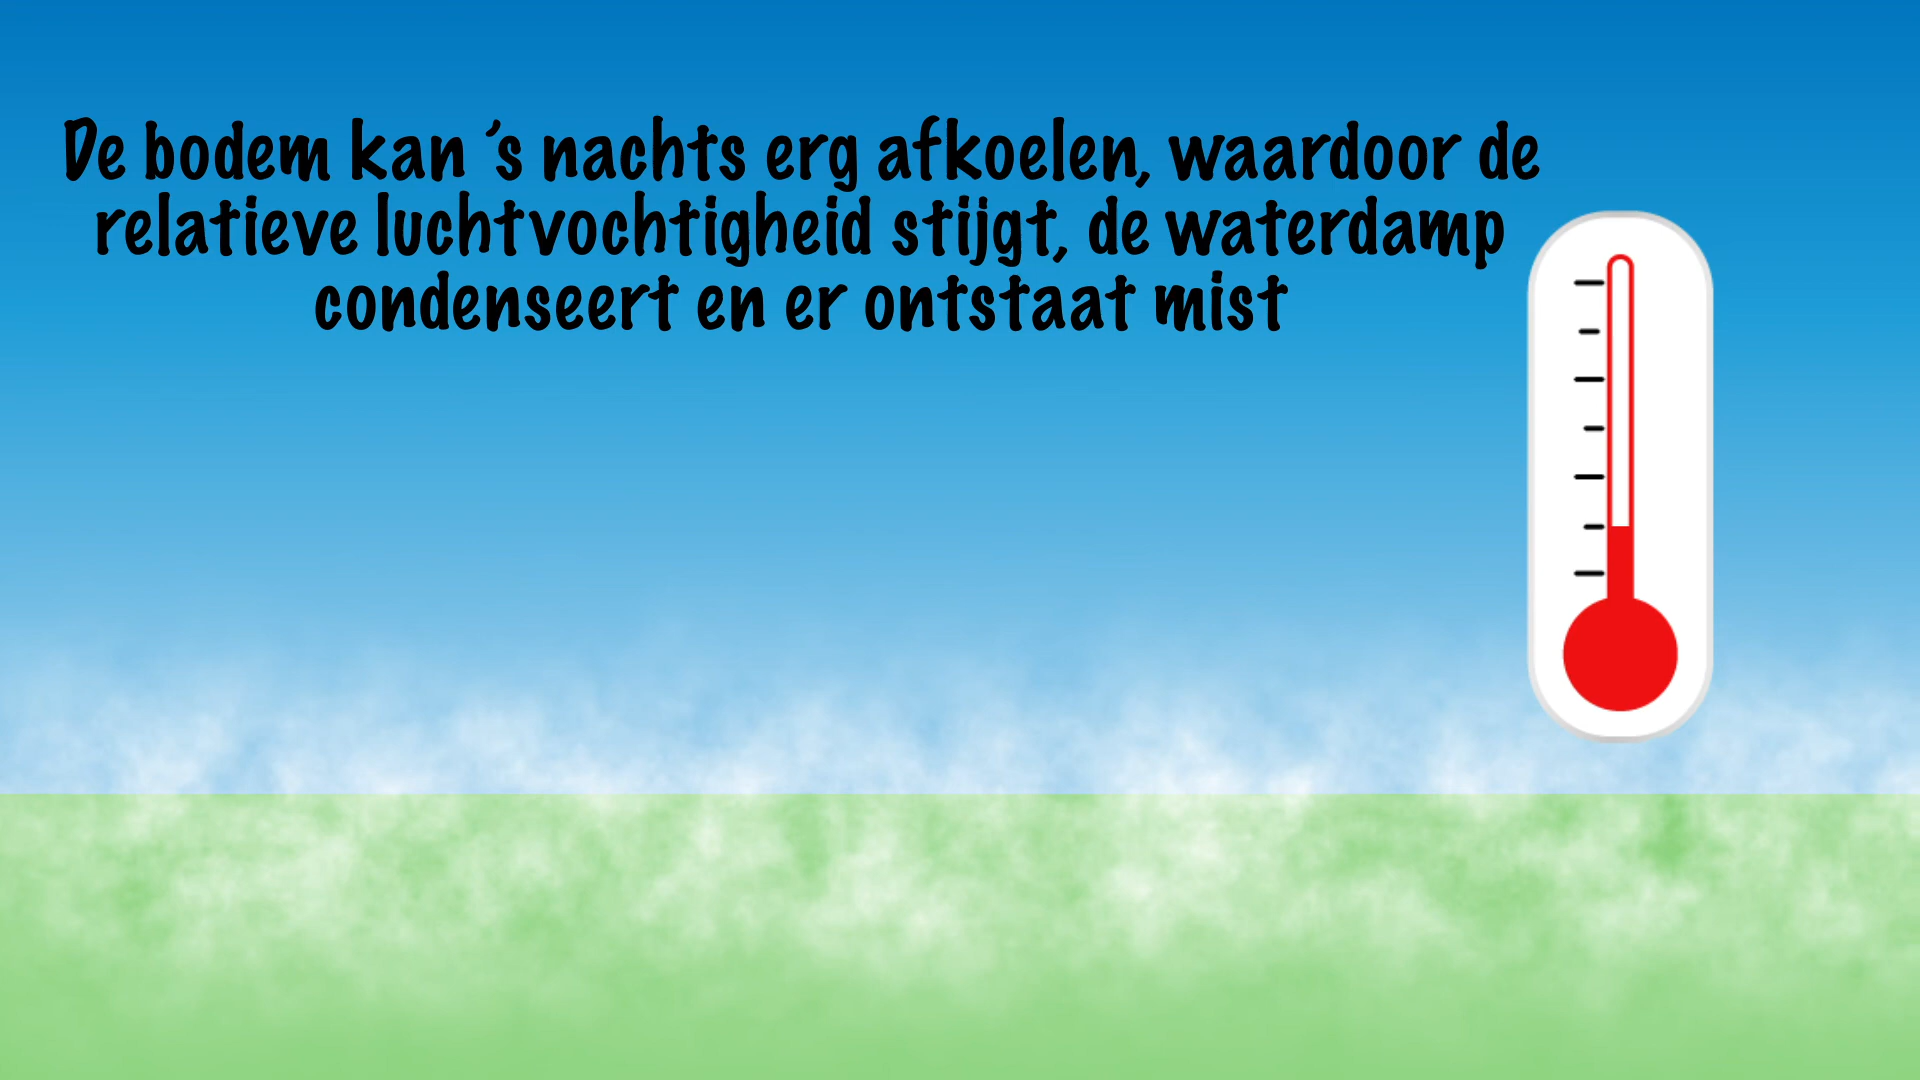 De bodem kan ’s nachts erg afkoelen, waardoor de
relatieve luchtvochtigheid stijgt, de waterdamp
condenseert en er ontstaat mist